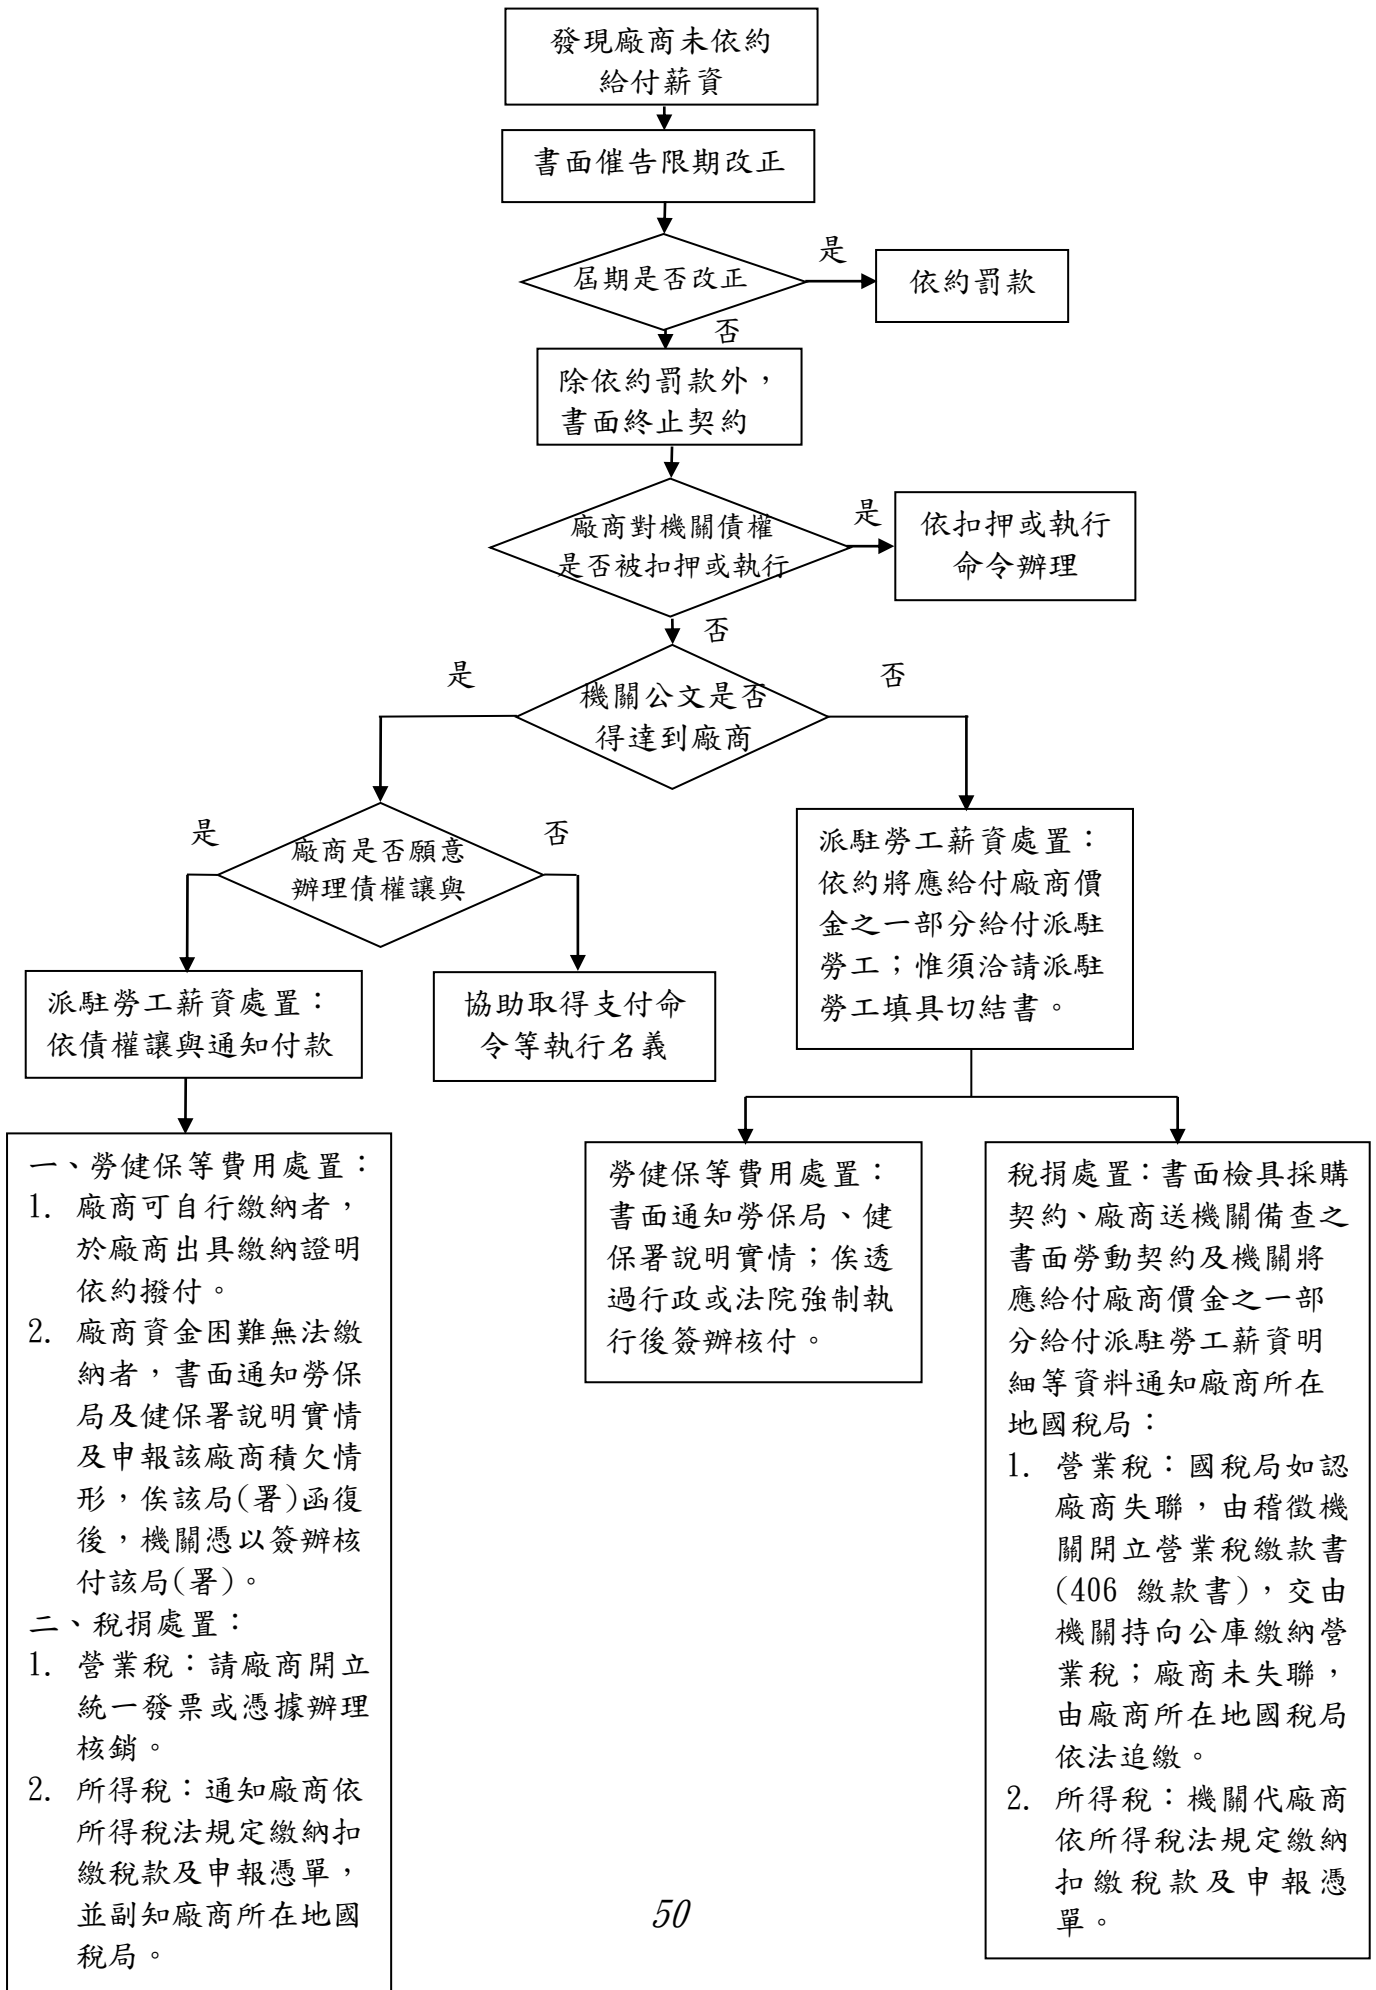 發現廠商未依約
給付薪資
書面催告限期改正
屆期是否改正
是
依約罰款
否
除依約罰款外，
書面終止契約
廠商對機關債權
是否被扣押或執行
是
依扣押或執行
命令辦理
否
機關公文是否
得達到廠商
是
否
廠商是否願意
辦理債權讓與
是
否
派駐勞工薪資處置：
依債權讓與通知付款
協助取得支付命
令等執行名義
派駐勞工薪資處置：
依約將應給付廠商價
金之一部分給付派駐
勞工；惟須洽請派駐
勞工填具切結書。
一、勞健保等費用處置：
1. 廠商可自行繳納者，
於廠商出具繳納證明
依約撥付。
2. 廠商資金困難無法繳
納者，書面通知勞保
局及健保署說明實情
及申報該廠商積欠情
形，俟該局(署)函復
後，機關憑以簽辦核
付該局(署)。
二、稅捐處置：
1. 營業稅：請廠商開立
統一發票或憑據辦理
核銷。
2. 所得稅：通知廠商依
所得稅法規定繳納扣
繳稅款及申報憑單，
並副知廠商所在地國
稅局。
勞健保等費用處置：
書面通知勞保局、健
保署說明實情；俟透
過行政或法院強制執
行後簽辦核付。
稅捐處置：書面檢具採購
契約、廠商送機關備查之
書面勞動契約及機關將
應給付廠商價金之一部
分給付派駐勞工薪資明
細等資料通知廠商所在
地國稅局：
1. 營業稅：國稅局如認
廠商失聯，由稽徵機
關開立營業稅繳款書
(406 繳款書)，交由
機關持向公庫繳納營
業稅；廠商未失聯，
由廠商所在地國稅局
依法追繳。
2. 所得稅：機關代廠商
依所得稅法規定繳納
扣繳稅款及申報憑
單。
50